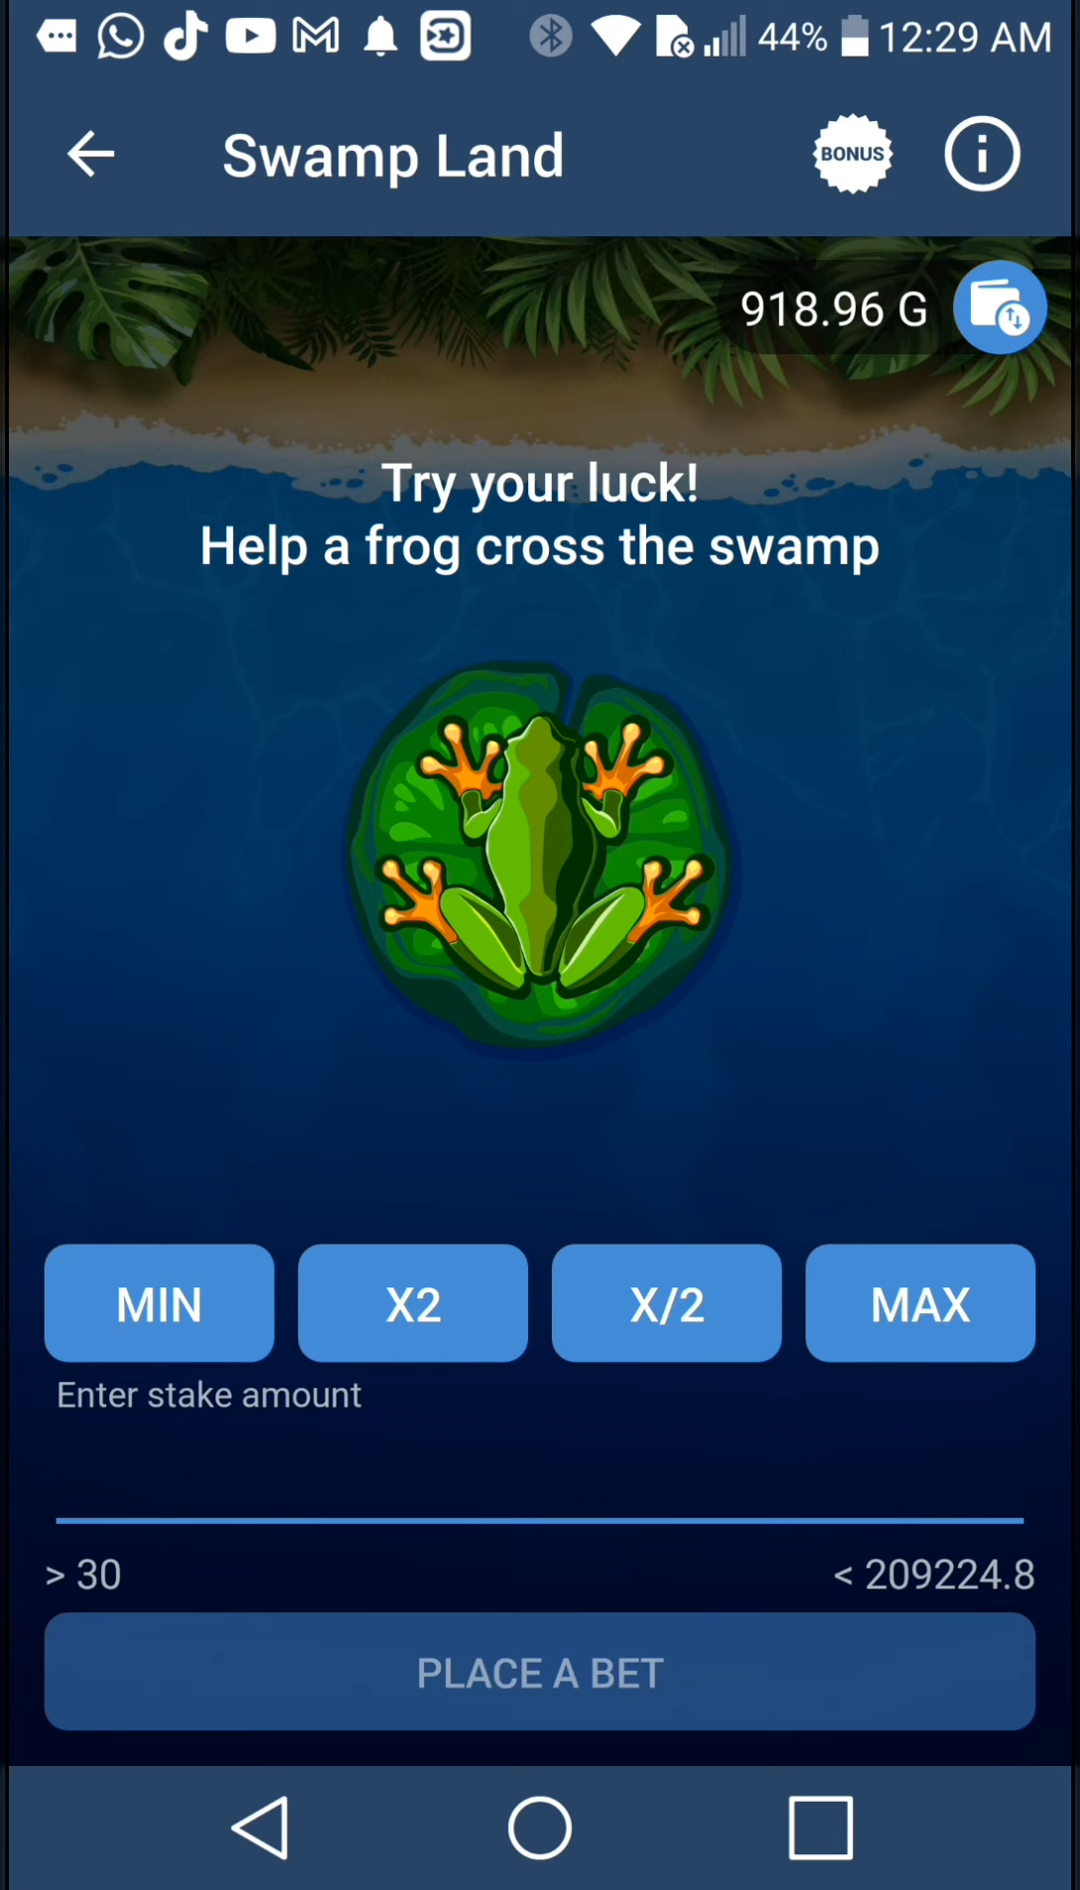 44% 12:29 AM
Swamp Land
BONUS
918.96 G
Try your luck!
Help a frog cross the swamp
MIN X2 X/2 MAX
Enter stake amount
> 30 < 209224.8
PLACE A BET